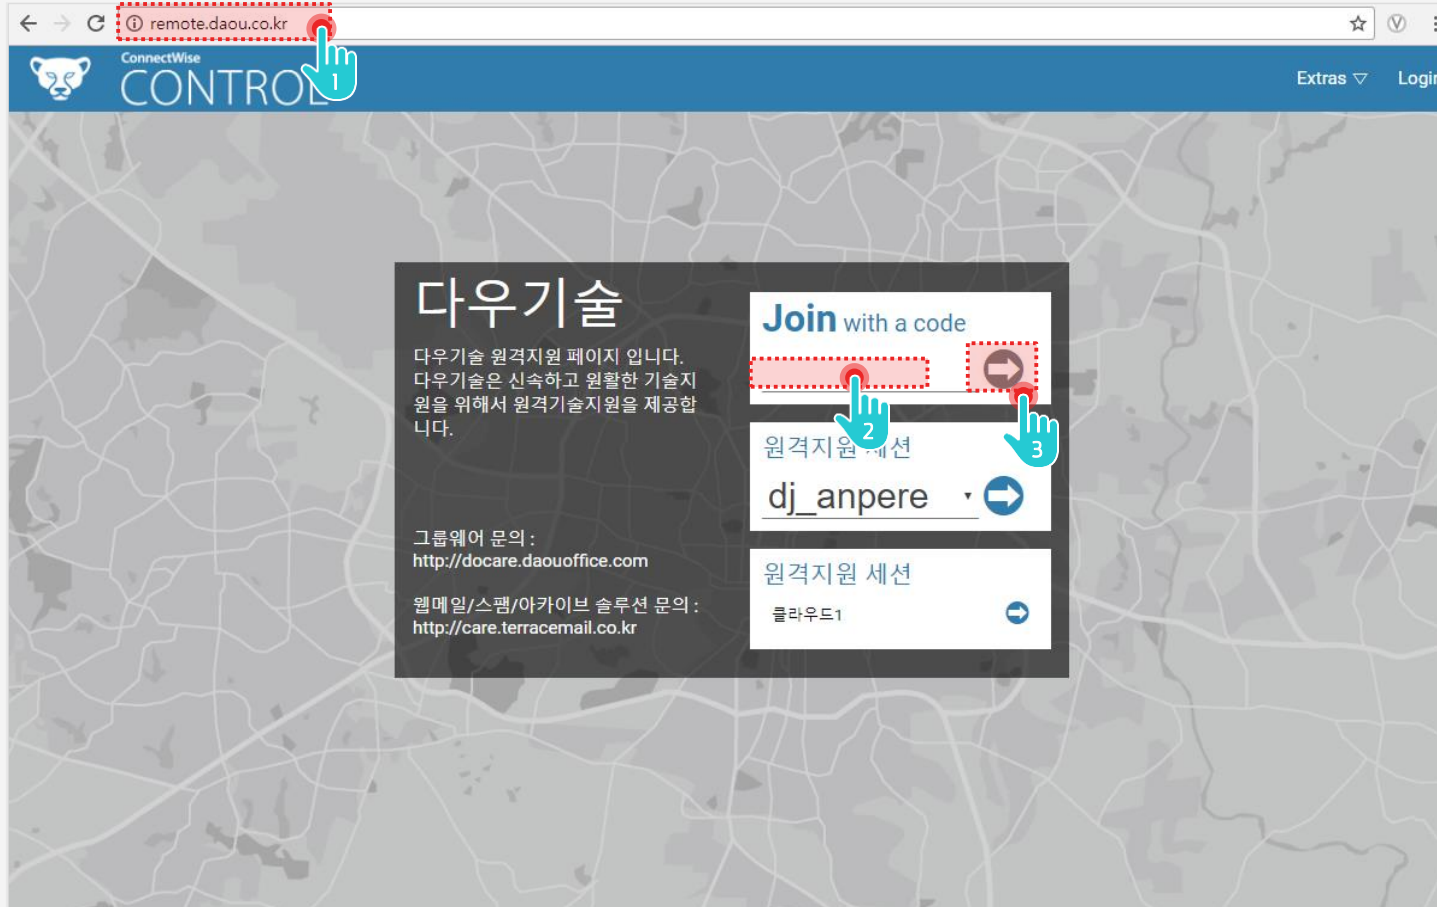 remote.daou.co.kr
ConnectWise
CONTROL
1
Extras
Login
다우기술
다우기술 원격지원 페이지 입니다.
다우기술은 신속하고 원활한 기술지
원을 위해서 원격기술지원을 제공합
니다.
그룹웨어 문의 :
http://docare.daouoffice.com
웹메일/스팸/아카이브 솔루션 문의 :
http://care.terracemail.co.kr
Join with a code
2
3
원격지원 세션
dj_anpere
원격지원 세션
클라우드1